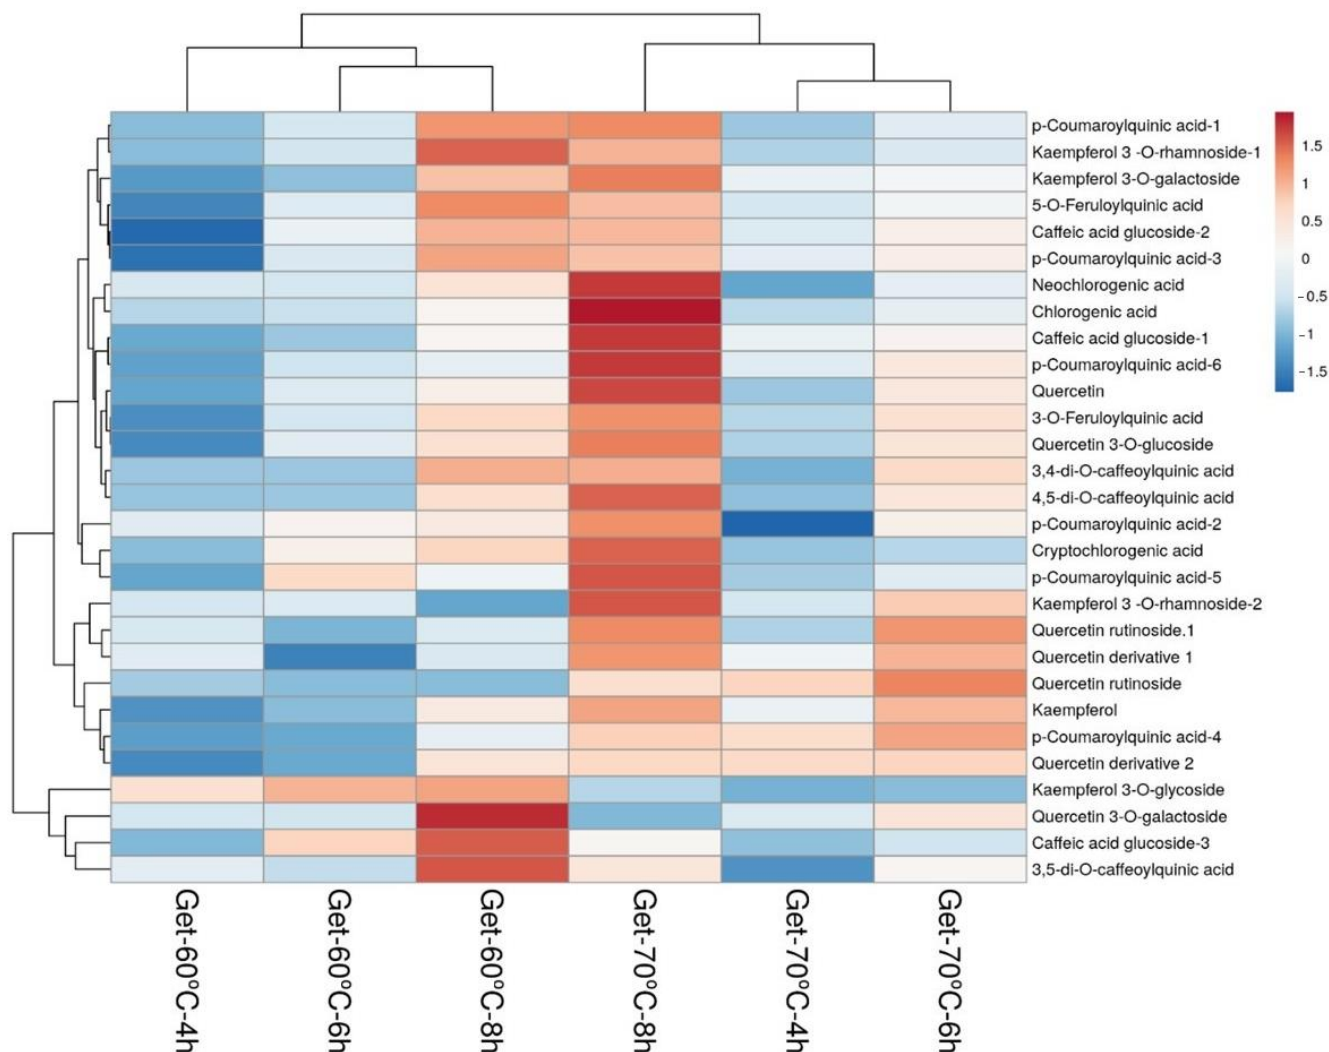 p-Coumaroylquinic acid-1
Kaempferol 3 -O-rhamnoside-1
Kaempferol 3-O-galactoside
5-O-Feruloylquinic acid
Caffeic acid glucoside-2
p-Coumaroylquinic acid-3
Neochlorogenic acid
Chlorogenic acid
Caffeic acid glucoside-1
p-Coumaroylquinic acid-6
Quercetin
3-O-Feruloylquinic acid
Quercetin 3-O-glucoside
3,4-di-O-caffeoylquinic acid
4,5-di-O-caffeoylquinic acid
p-Coumaroylquinic acid-2
Cryptochlorogenic acid
p-Coumaroylquinic acid-5
Kaempferol 3 -O-rhamnoside-2
Quercetin rutinoside.1
Quercetin derivative 1
Quercetin rutinoside
Kaempferol
p-Coumaroylquinic acid-4
Quercetin derivative 2
Kaempferol 3-O-glycoside
Quercetin 3-O-galactoside
Caffeic acid glucoside-3
3,5-di-O-caffeoylquinic acid
1.5
1
0.5
0
-0.5
-1
-1.5
Get-60°C-4h
Get-60°C-6h
Get-60°C-8h
Get-70°C-8h
Get-70°C-4h
Get-70°C-6h